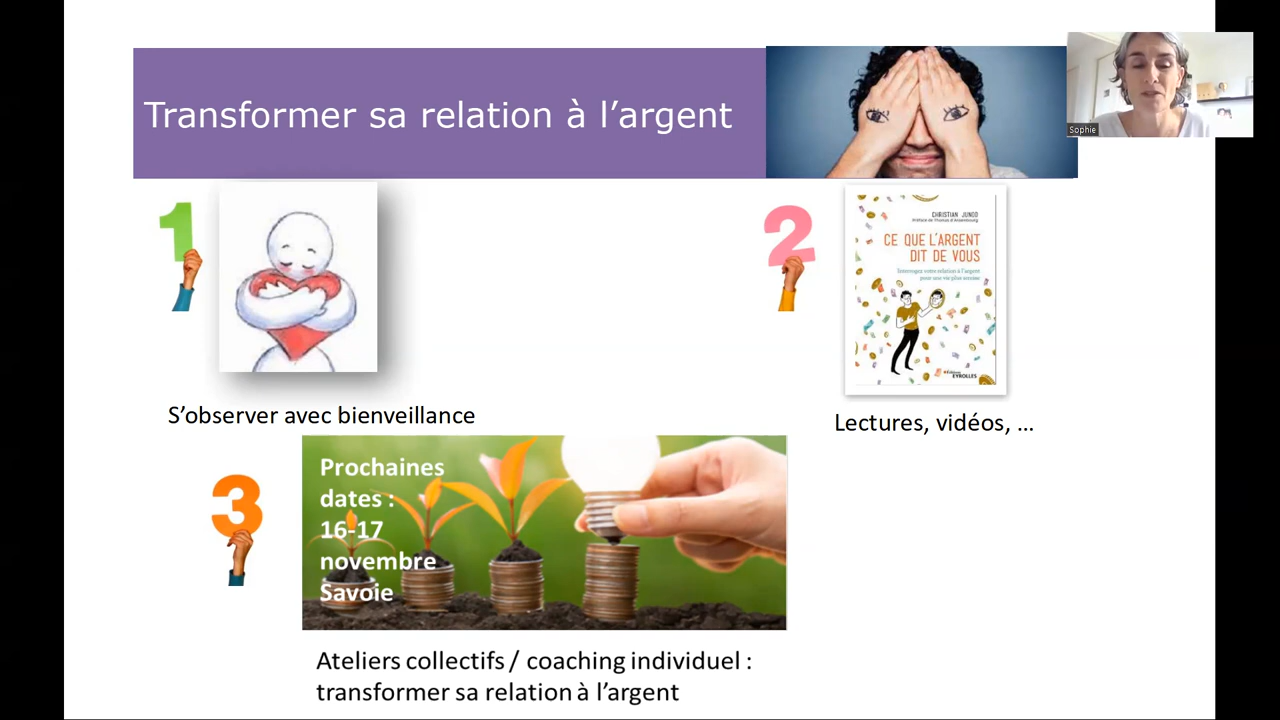 Transformer sa relation à l’argent
Sophie
1
2
CHRISTIAN JUNOD
Préface de Thomas d'Ansembourg
CE QUE L'ARGENT
DIT DE VOUS
Interrogez votre relation à l'argent
pour une vie plus sereine
EYROLLES
S’observer avec bienveillance
Lectures, vidéos, ...
3
Prochaines
dates :
16-17
novembre
Savoie
Ateliers collectifs / coaching individuel :
transformer sa relation à l’argent